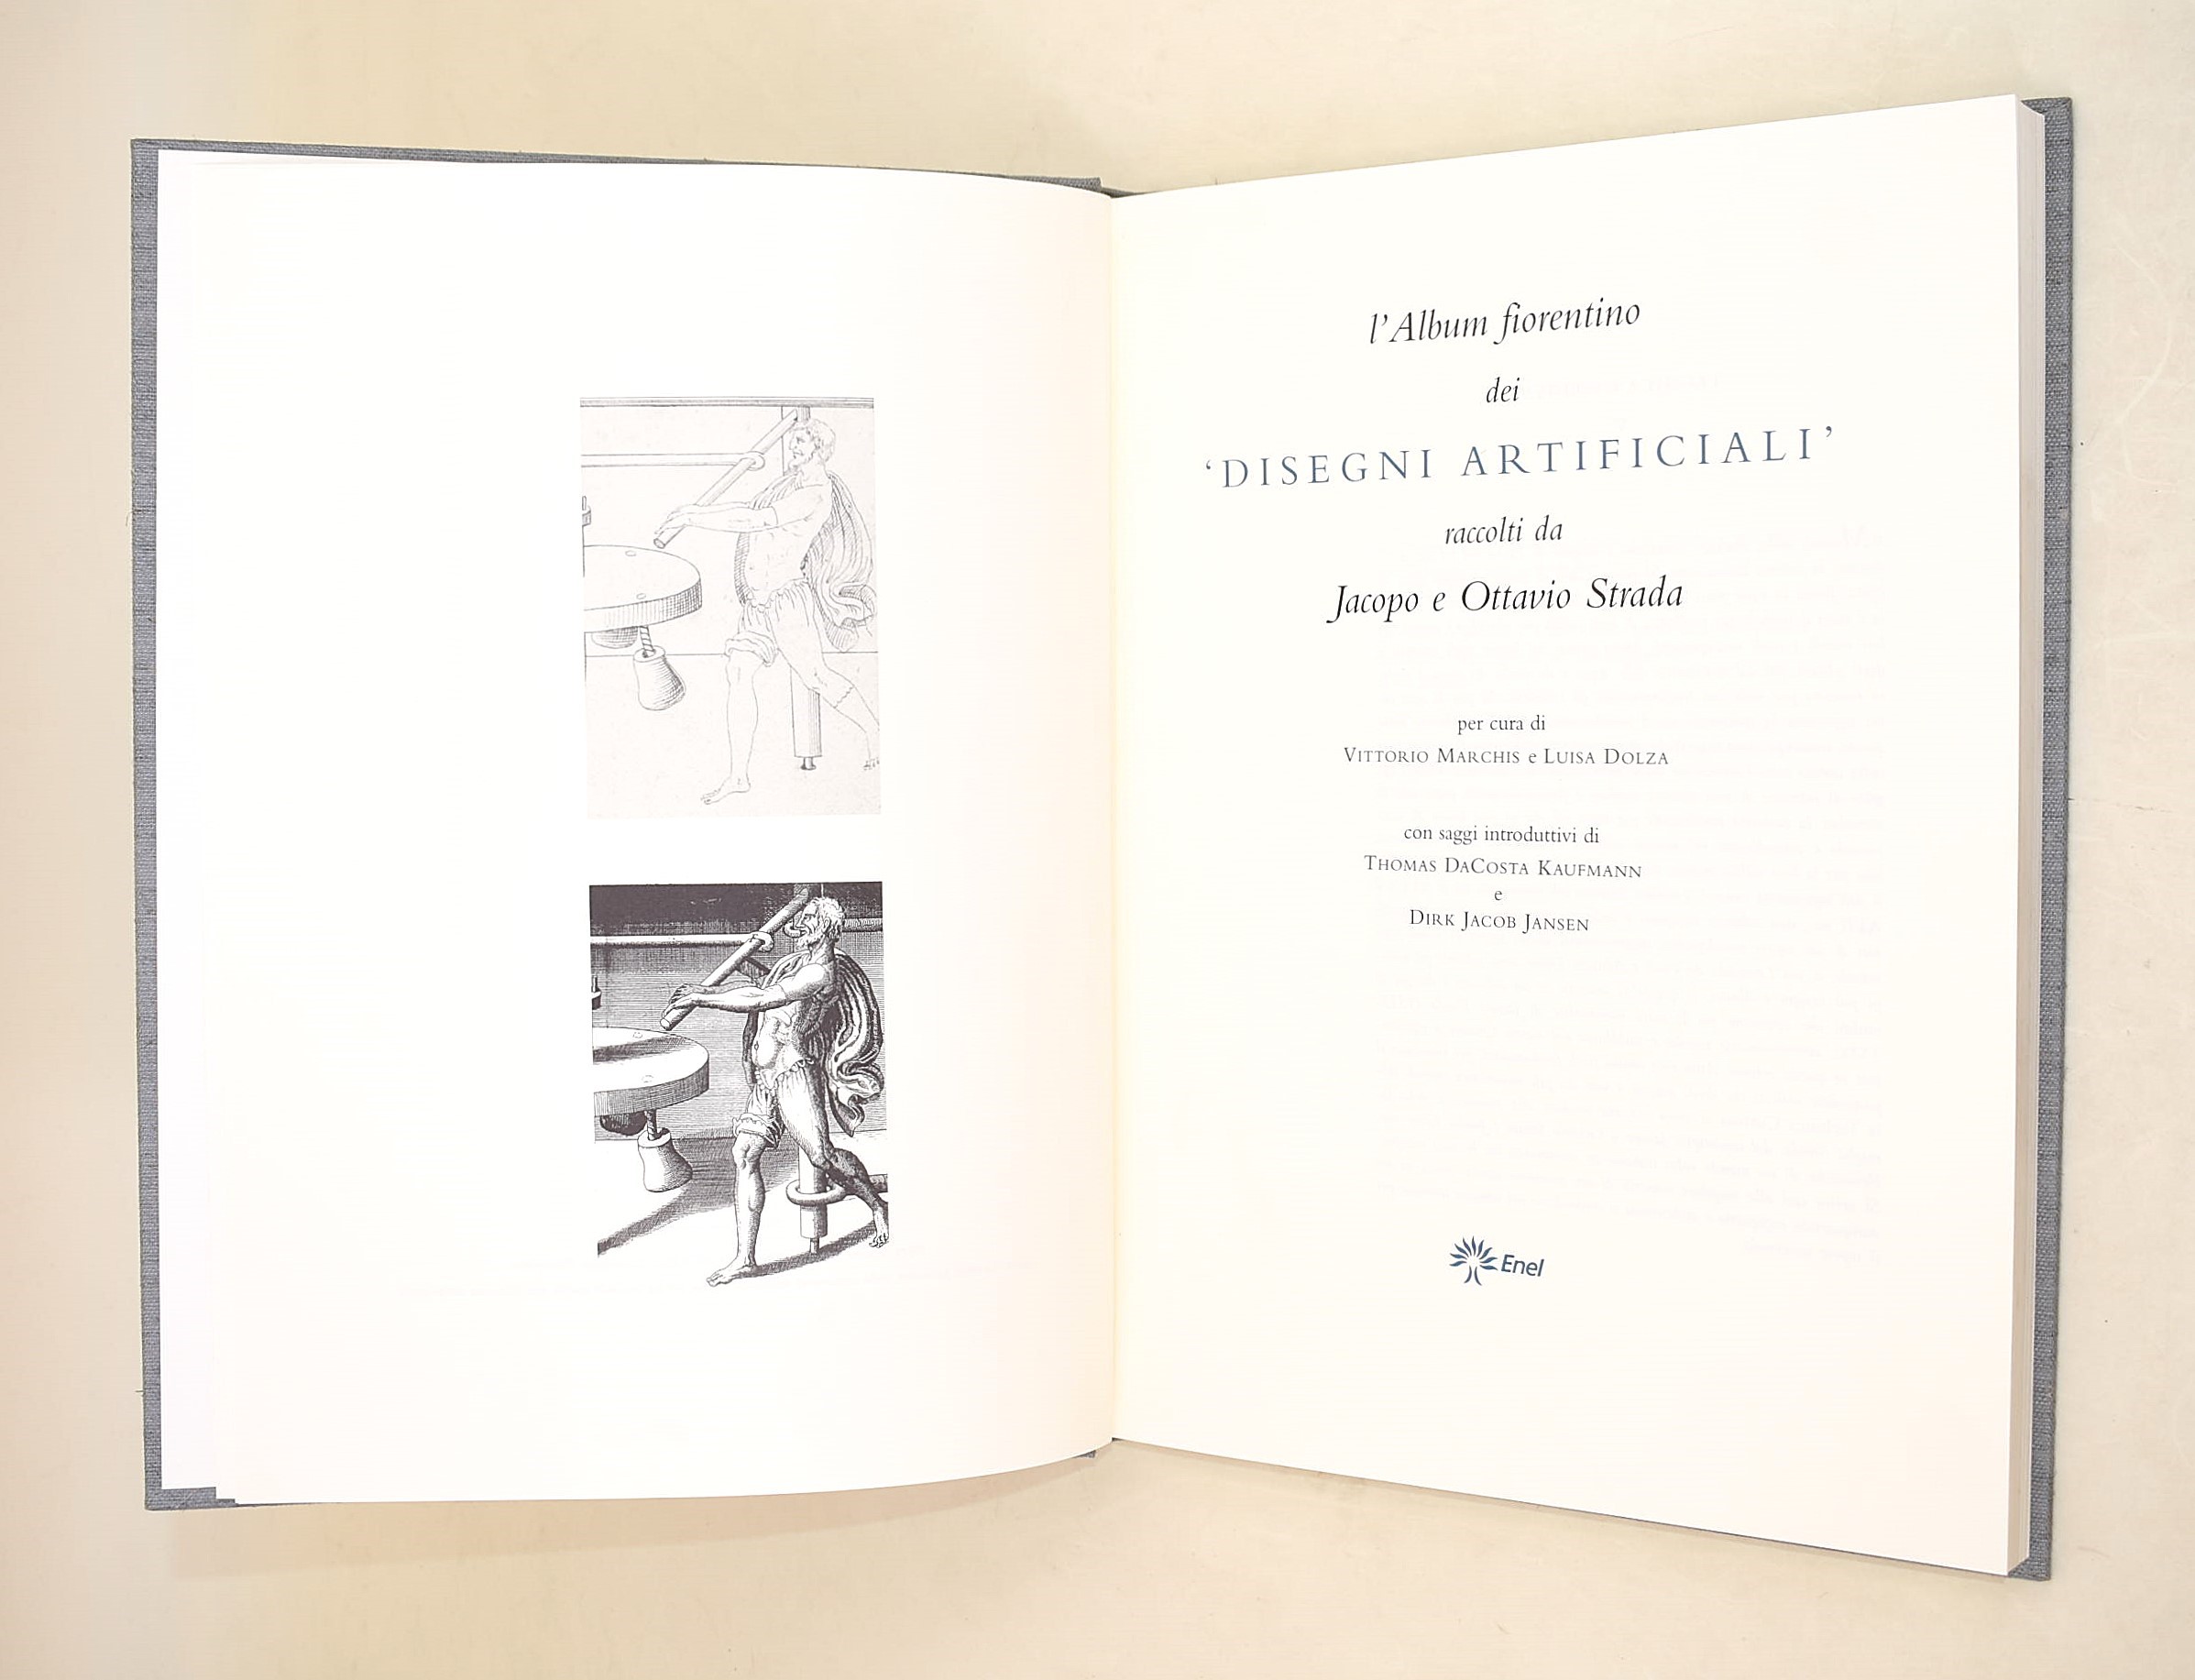 l'Album fiorentino
dei
‘DISEGNI ARTIFICIALI’
raccolti da
Jacopo e Ottavio Strada
per cura di
VITTORIO MARCHIS e LUISA DOLZA
con saggi introduttivi di
THOMAS DACOSTA KAUFMANN
e
DIRK JACOB JANSEN
Enel